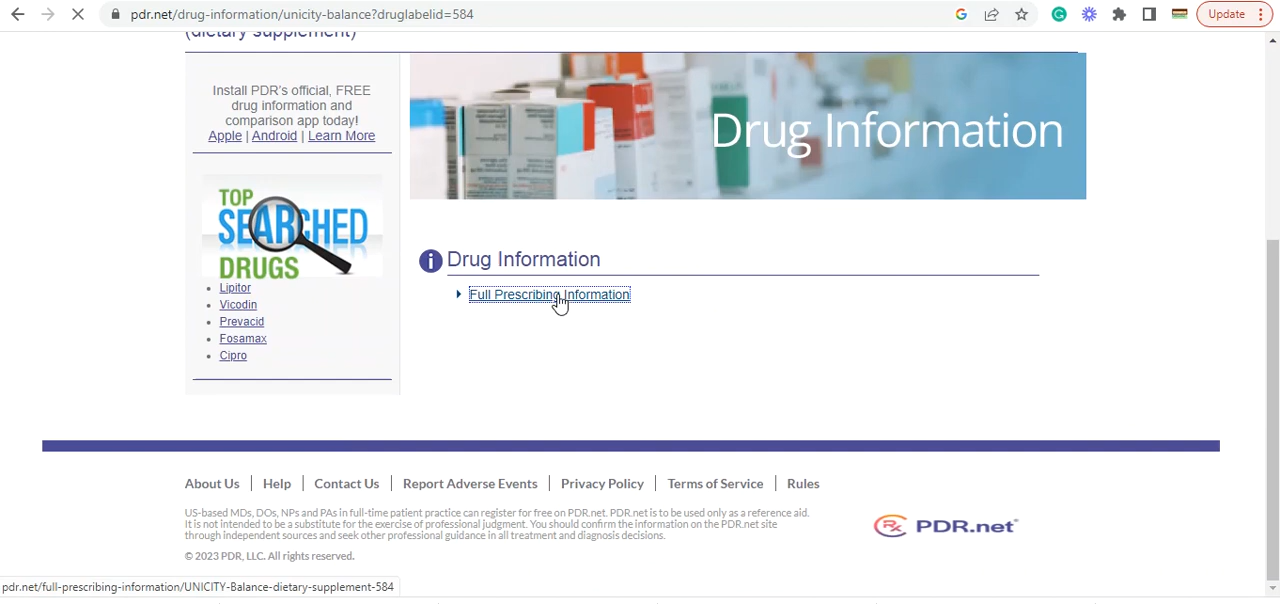 pdr.net/drug-information/unicity-balance?druglabelid=584
Update
(dietary supplement)
Install PDR's official, FREE
drug information and
comparison app today!
Apple | Android | Learn More
TOP
SEARCHED
DRUGS
Lipitor
Vicodin
Prevacid
Fosamax
Cipro
Drug Information
Drug Information
Full Prescribing Information
About Us | Help | Contact Us | Report Adverse Events | Privacy Policy | Terms of Service | Rules
US-based MDs, DOs, NPs and PAs in full-time patient practice can register for free on PDR.net. PDR.net is to be used only as a reference aid.
It is not intended to be a substitute for the exercise of professional judgment. You should confirm the information on the PDR.net site
through independent sources and seek other professional guidance in all treatment and diagnosis decisions.
© 2023 PDR, LLC. All rights reserved.
Rx PDR.net
pdr.net/full-prescribing-information/UNICITY-Balance-dietary-supplement-584